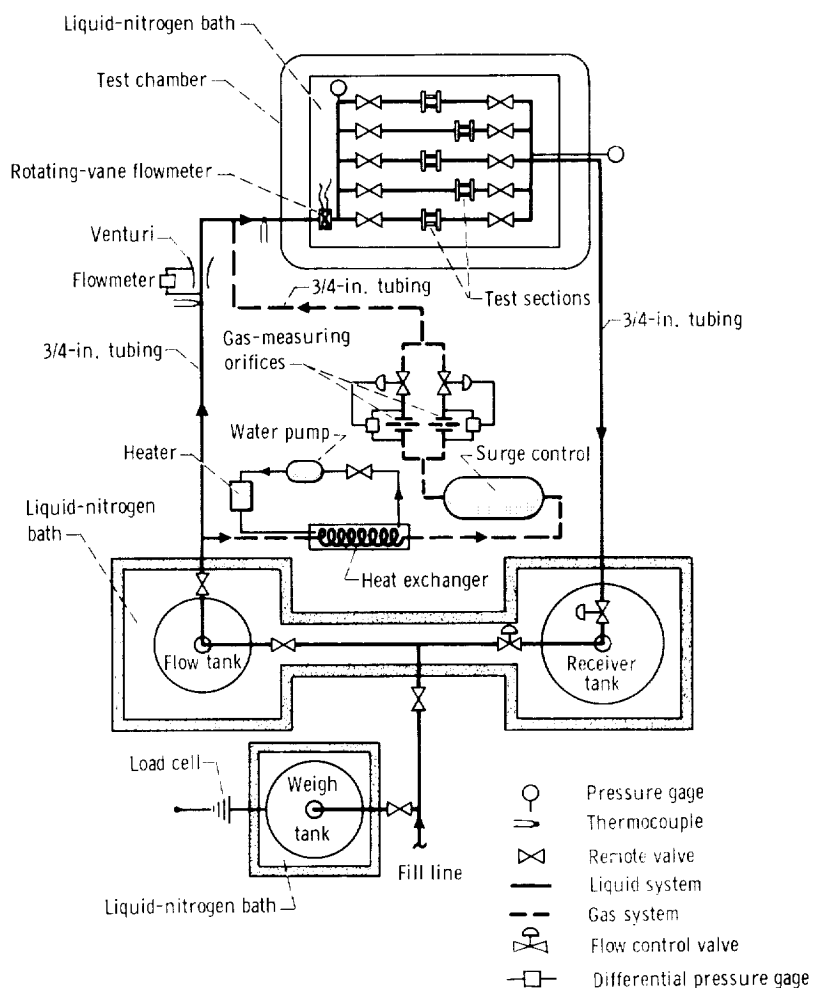 Liquid-nitrogen bath
Test chamber
Rotating-vane flowmeter
Venturi
Flowmeter
3/4-in. tubing
Test sections
3/4-in. tubing
3/4-in. tubing
Gas-measuring
orifices
Water pump
Heater
Surge control
Liquid-nitrogen
bath
Heat exchanger
Flow tank
Receiver
tank
Load cell
Weigh
tank
Fill line
Liquid-nitrogen bath
Pressure gage
Thermocouple
Remote valve
Liquid system
Gas system
Flow control valve
Differential pressure gage